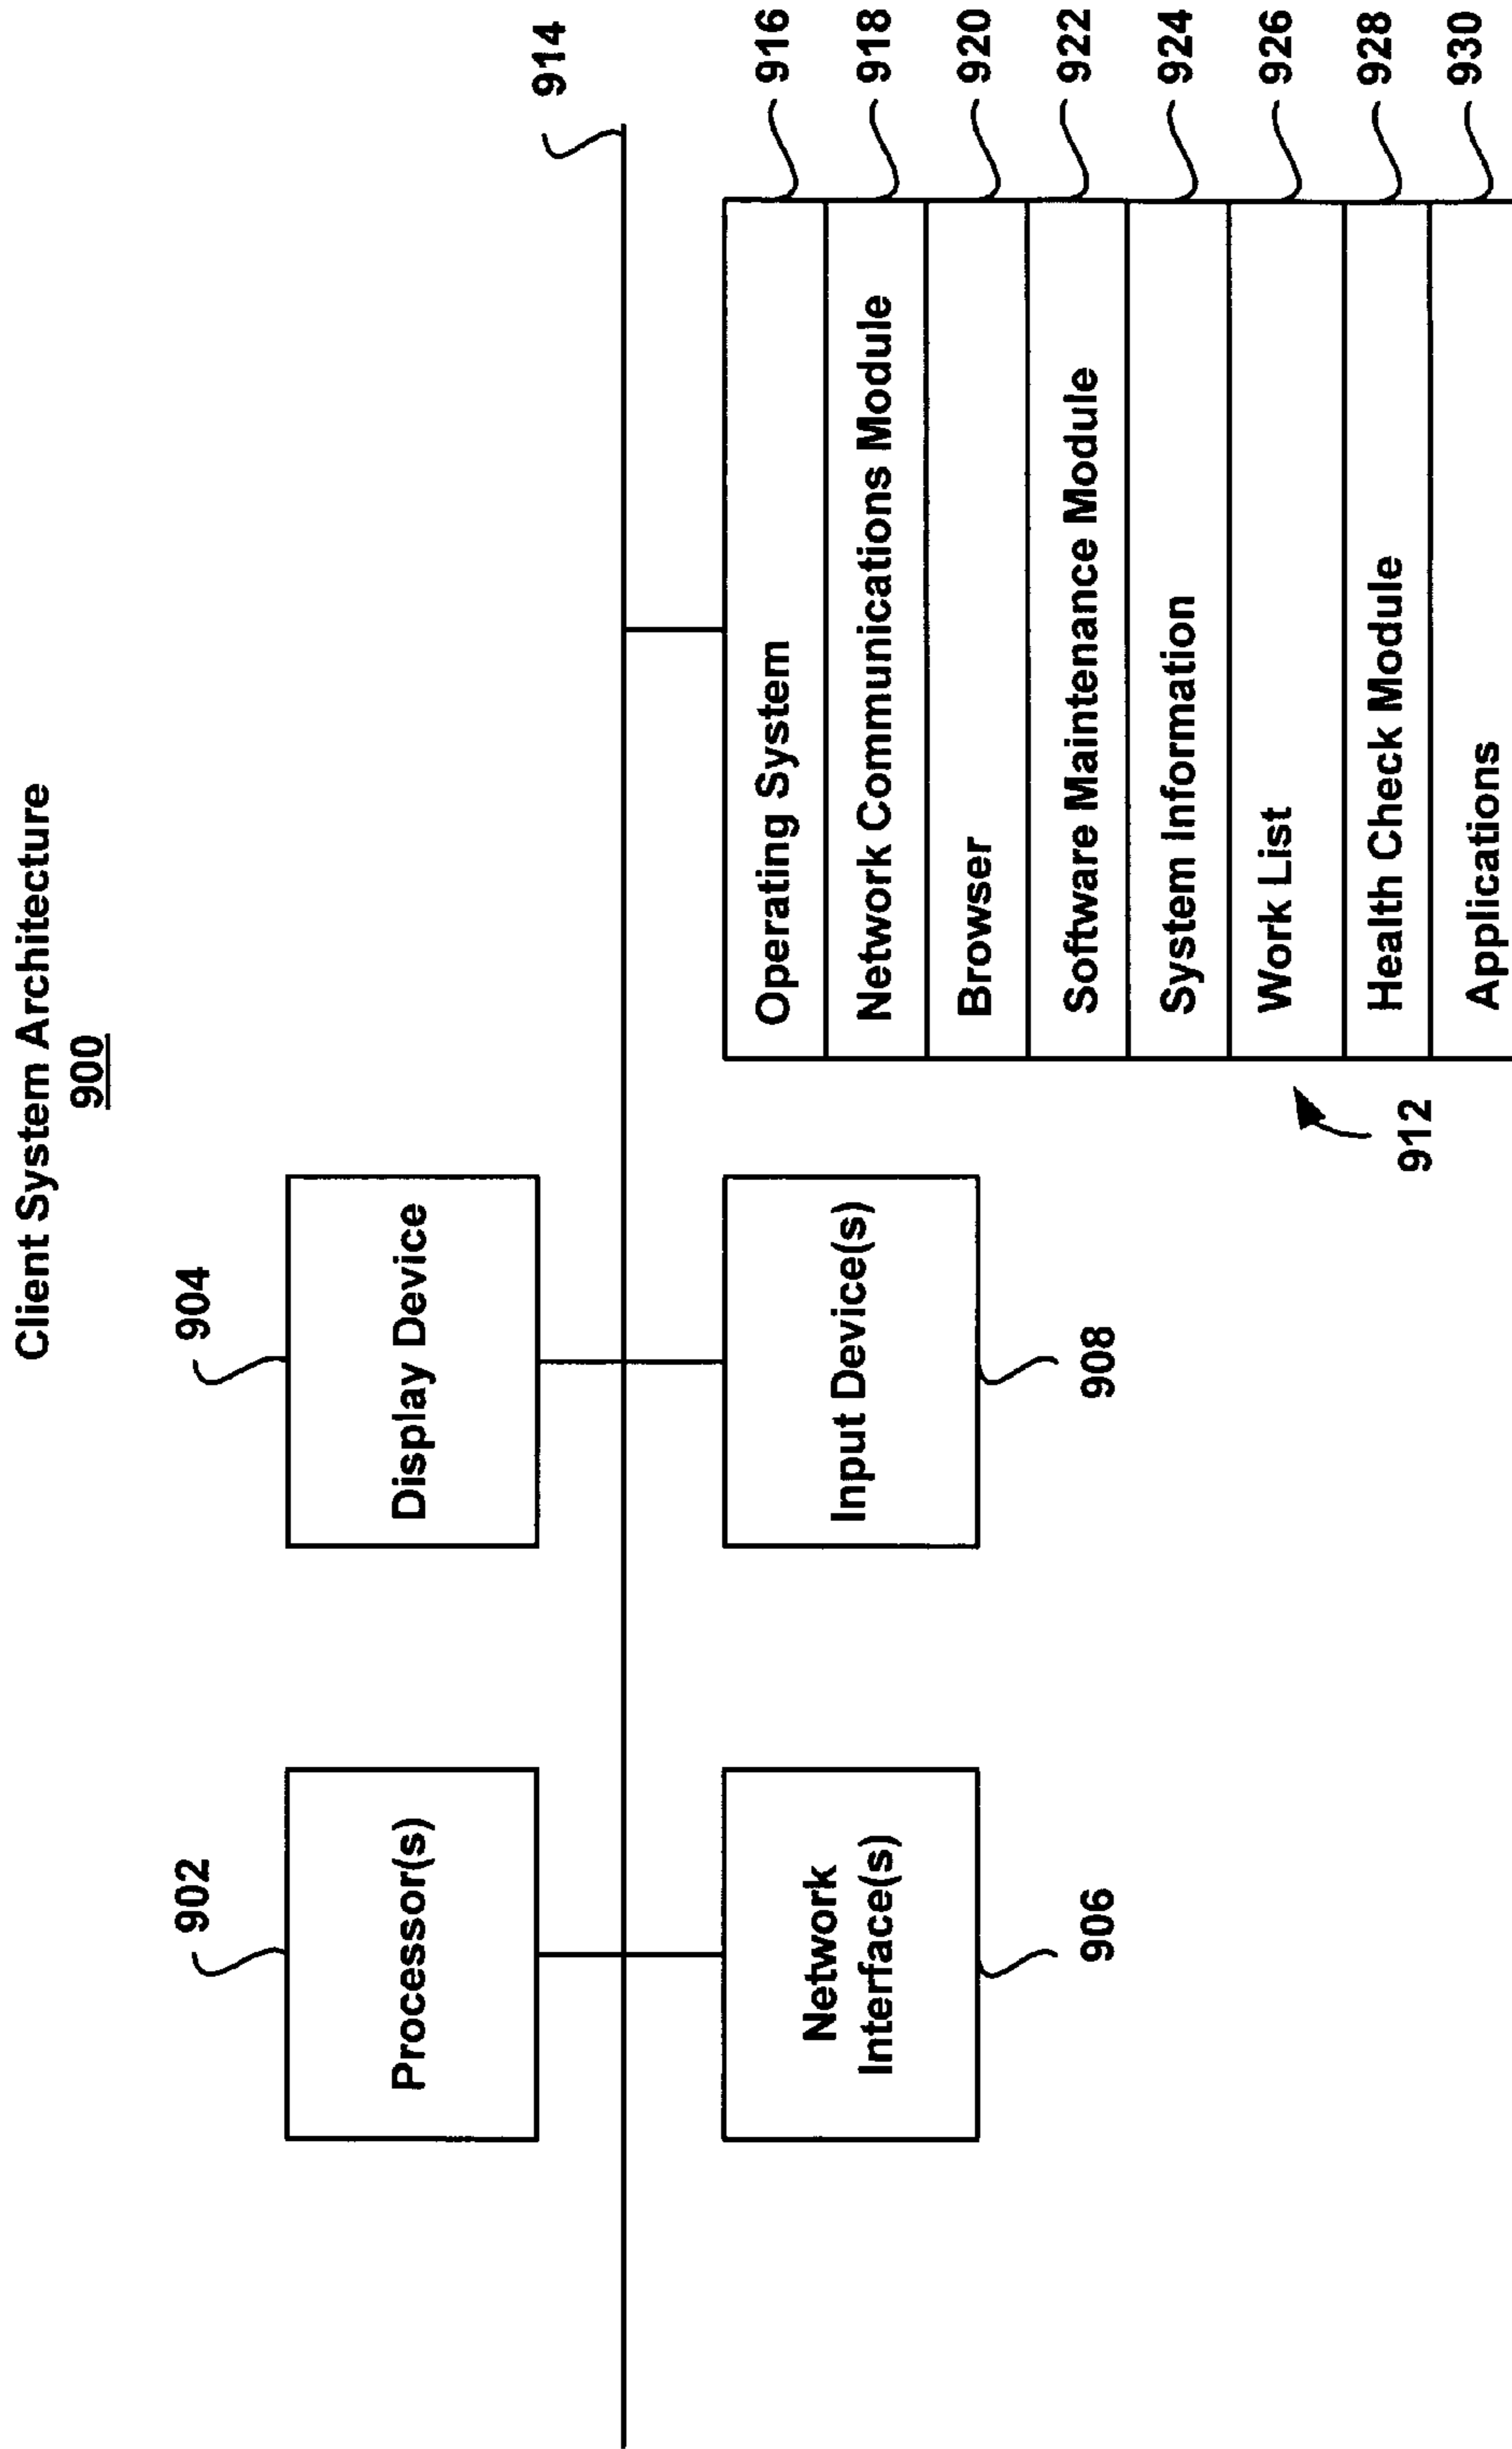 Client System Architecture
900
902
904
914
Processor(s)
Display Device
Network
Interface(s)
906
Input Device(s)
908
912
Operating System
916
Network Communications Module
918
Browser
920
Software Maintenance Module
922
System Information
924
Work List
926
Health Check Module
928
Applications
930